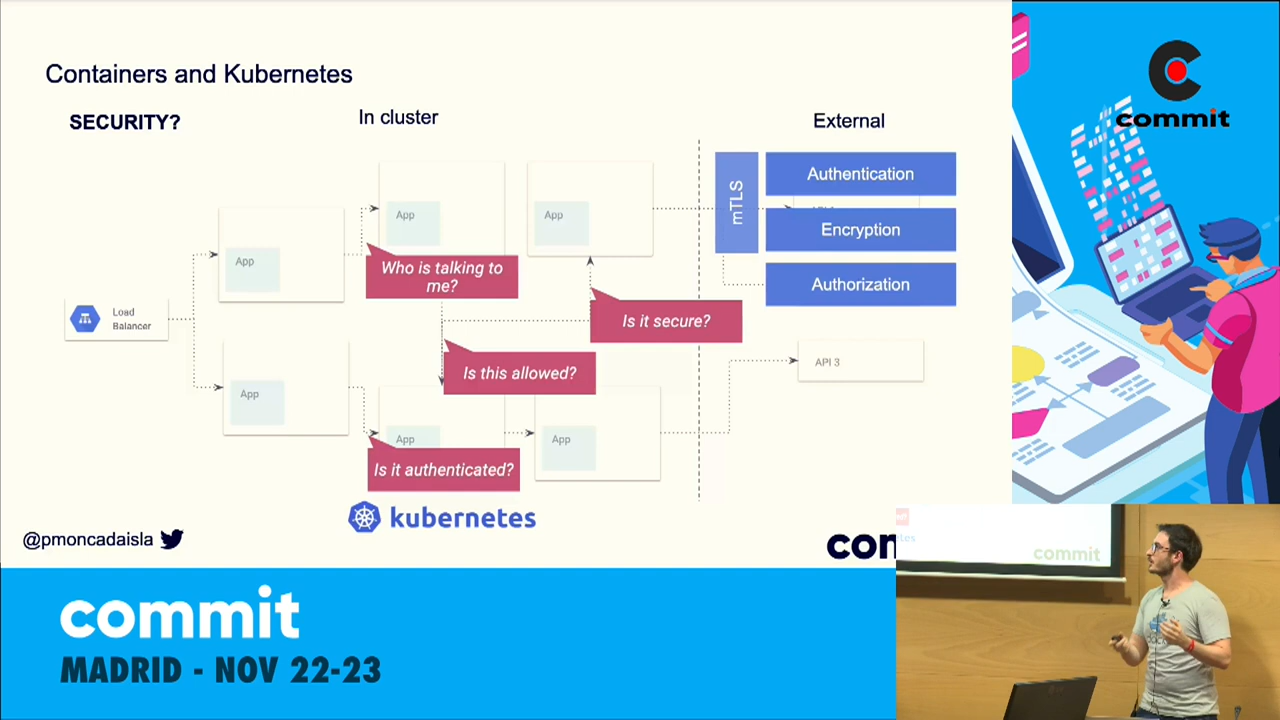 Containers and Kubernetes
SECURITY?
In cluster
External
commit
Authentication
mTLS
Encryption
Authorization
App
App
App
Who is talking to
me?
Load
Balancer
Is it secure?
Is this allowed?
API 3
App
App
App
Is it authenticated?
kubernetes
@pmoncadaisla
com
commit
commit
MADRID - NOV 22-23